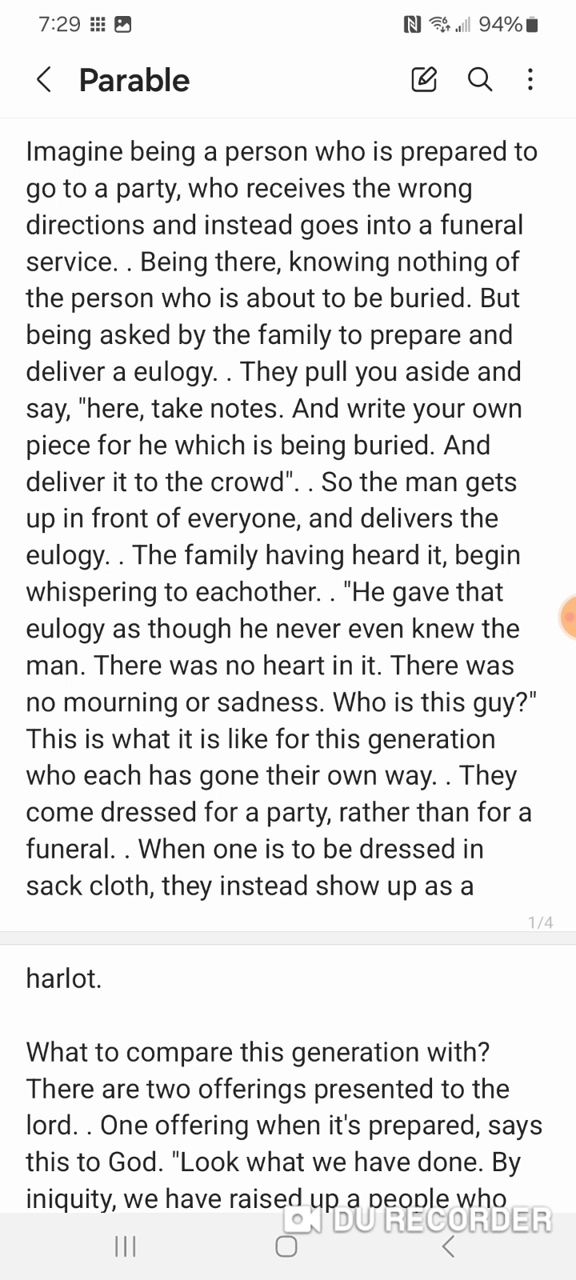 7:29 94%
Parable
Imagine being a person who is prepared to
go to a party, who receives the wrong
directions and instead goes into a funeral
service. . Being there, knowing nothing of
the person who is about to be buried. But
being asked by the family to prepare and
deliver a eulogy. . They pull you aside and
say, "here, take notes. And write your own
piece for he which is being buried. And
deliver it to the crowd". . So the man gets
up in front of everyone, and delivers the
eulogy. . The family having heard it, begin
whispering to eachother. . "He gave that
eulogy as though he never even knew the
man. There was no heart in it. There was
no mourning or sadness. Who is this guy?"
This is what it is like for this generation
who each has gone their own way. . They
come dressed for a party, rather than for a
funeral. . When one is to be dressed in
sack cloth, they instead show up as a
1/4
harlot.
What to compare this generation with?
There are two offerings presented to the
lord. . One offering when it's prepared, says
this to God. "Look what we have done. By
iniquity, we have raised up a people who
DU RECORDER